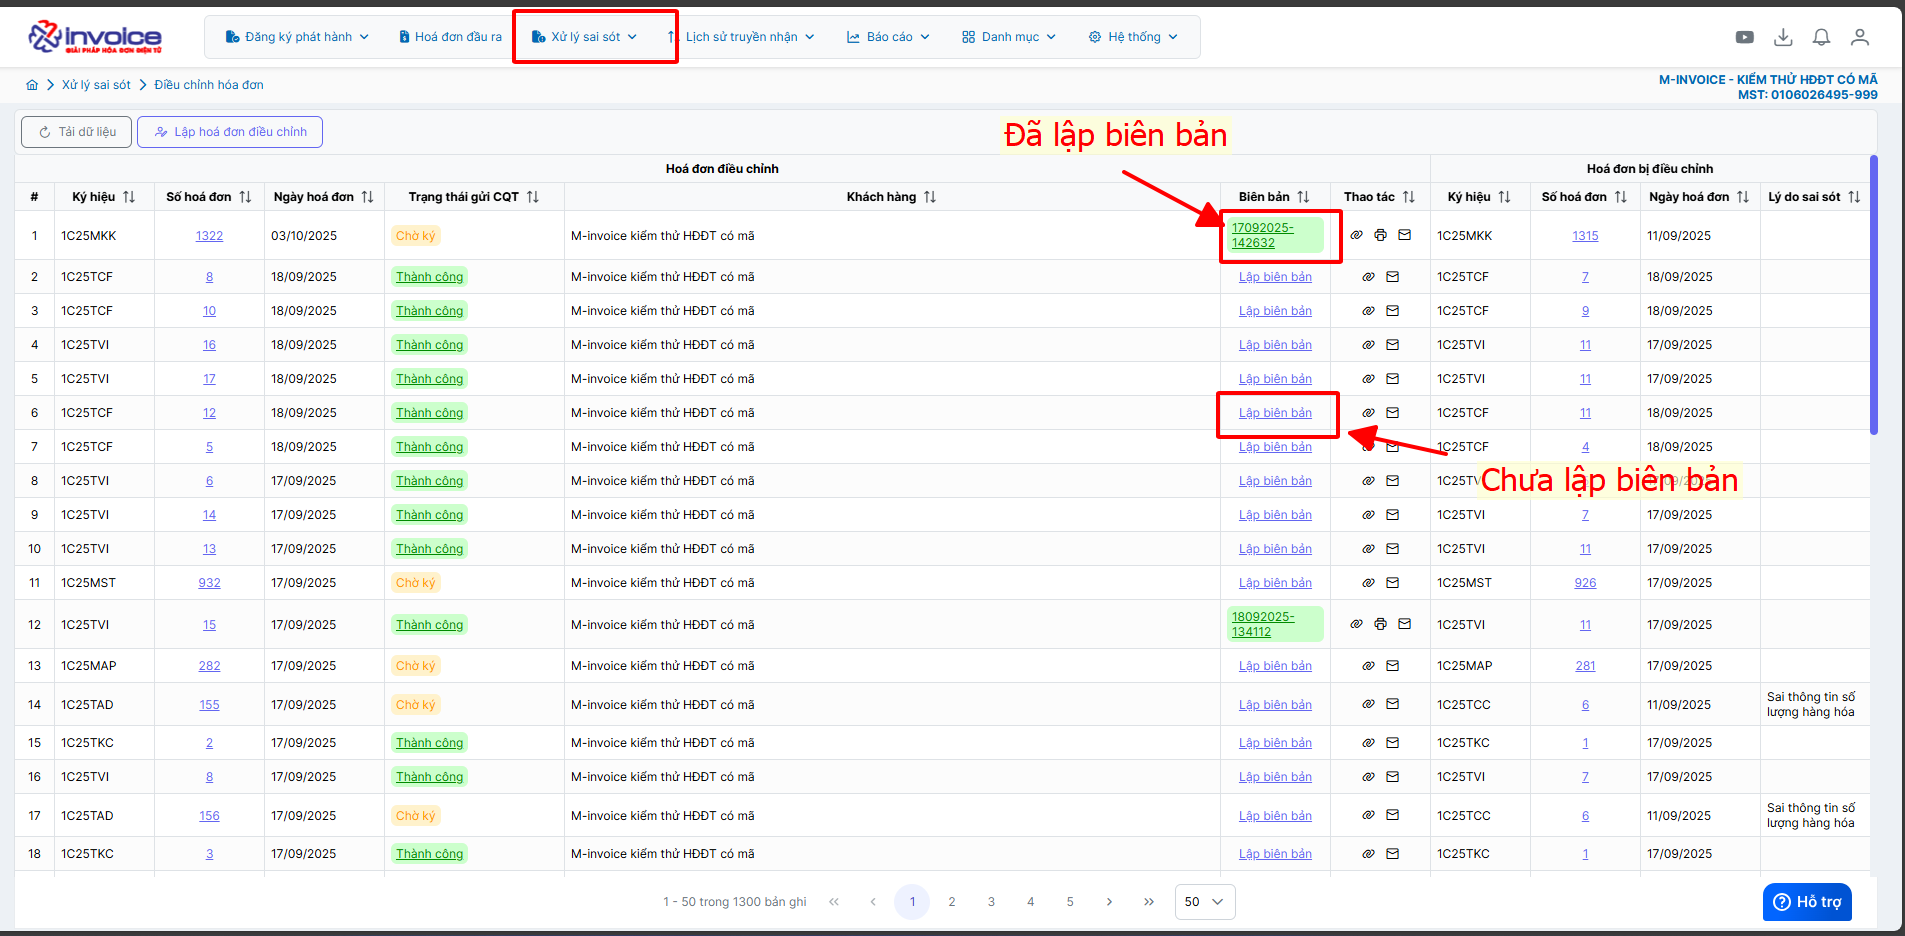 invoice
GIẢI PHÁP HÓA ĐƠN ĐIỆN TỬ
Đăng ký phát hành
Hoá đơn đầu ra
Xử lý sai sót
Lịch sử truyền nhận
Báo cáo
Danh mục
Hệ thống
Xử lý sai sót > Điều chỉnh hóa đơn
M-INVOICE - KIỂM THỬ HĐĐT CÓ MÃ
MST: 0106026495-999
Tải dữ liệu
Lập hoá đơn điều chỉnh
Đã lập biên bản
Hoá đơn điều chỉnh
Hoá đơn bị điều chỉnh
# Ký hiệu Số hoá đơn Ngày hoá đơn Trạng thái gửi CQT Khách hàng Biên bản Thao tác Ký hiệu Số hoá đơn Ngày hoá đơn Lý do sai sót
1 1C25MKK 1322 03/10/2025 Chờ ký M-invoice kiểm thử HĐĐT có mã 17092025-
142632 1C25MKK 1315 11/09/2025
2 1C25TCF 8 18/09/2025 Thành công M-invoice kiểm thử HĐĐT có mã Lập biên bản 1C25TCF 7 18/09/2025
3 1C25TCF 10 18/09/2025 Thành công M-invoice kiểm thử HĐĐT có mã Lập biên bản 1C25TCF 9 18/09/2025
4 1C25TVI 16 18/09/2025 Thành công M-invoice kiểm thử HĐĐT có mã Lập biên bản 1C25TVI 11 17/09/2025
5 1C25TVI 17 18/09/2025 Thành công M-invoice kiểm thử HĐĐT có mã Lập biên bản 1C25TVI 11 17/09/2025
6 1C25TCF 12 18/09/2025 Thành công M-invoice kiểm thử HĐĐT có mã Lập biên bản 1C25TCF 11 18/09/2025
7 1C25TCF 5 18/09/2025 Thành công M-invoice kiểm thử HĐĐT có mã Lập biên bản 1C25TCF 4 18/09/2025
Chưa lập biên bản
8 1C25TVI 6 17/09/2025 Thành công M-invoice kiểm thử HĐĐT có mã Lập biên bản
9 1C25TVI 14 17/09/2025 Thành công M-invoice kiểm thử HĐĐT có mã Lập biên bản 1C25TVI 7 17/09/2025
10 1C25TVI 13 17/09/2025 Thành công M-invoice kiểm thử HĐĐT có mã Lập biên bản 1C25TVI 11 17/09/2025
11 1C25MST 932 17/09/2025 Chờ ký M-invoice kiểm thử HĐĐT có mã Lập biên bản 1C25MST 926 17/09/2025
12 1C25TVI 15 17/09/2025 Thành công M-invoice kiểm thử HĐĐT có mã 18092025-
134112 1C25TVI 11 17/09/2025
13 1C25MAP 282 17/09/2025 Chờ ký M-invoice kiểm thử HĐĐT có mã Lập biên bản 1C25MAP 281 17/09/2025
14 1C25TAD 155 17/09/2025 Chờ ký M-invoice kiểm thử HĐĐT có mã Lập biên bản 1C25TCC 6 11/09/2025 Sai thông tin số
lượng hàng hóa
15 1C25TKC 2 17/09/2025 Thành công M-invoice kiểm thử HĐĐT có mã Lập biên bản 1C25TKC 1 17/09/2025
16 1C25TVI 8 17/09/2025 Thành công M-invoice kiểm thử HĐĐT có mã Lập biên bản 1C25TVI 7 17/09/2025
17 1C25TAD 156 17/09/2025 Chờ ký M-invoice kiểm thử HĐĐT có mã Lập biên bản 1C25TCC 6 11/09/2025 Sai thông tin số
lượng hàng hóa
18 1C25TKC 3 17/09/2025 Thành công M-invoice kiểm thử HĐĐT có mã Lập biên bản 1C25TKC 1 17/09/2025
1 - 50 trong 1300 bản ghi « ‹ 1 2 3 4 5 › » 50
Hỗ trợ